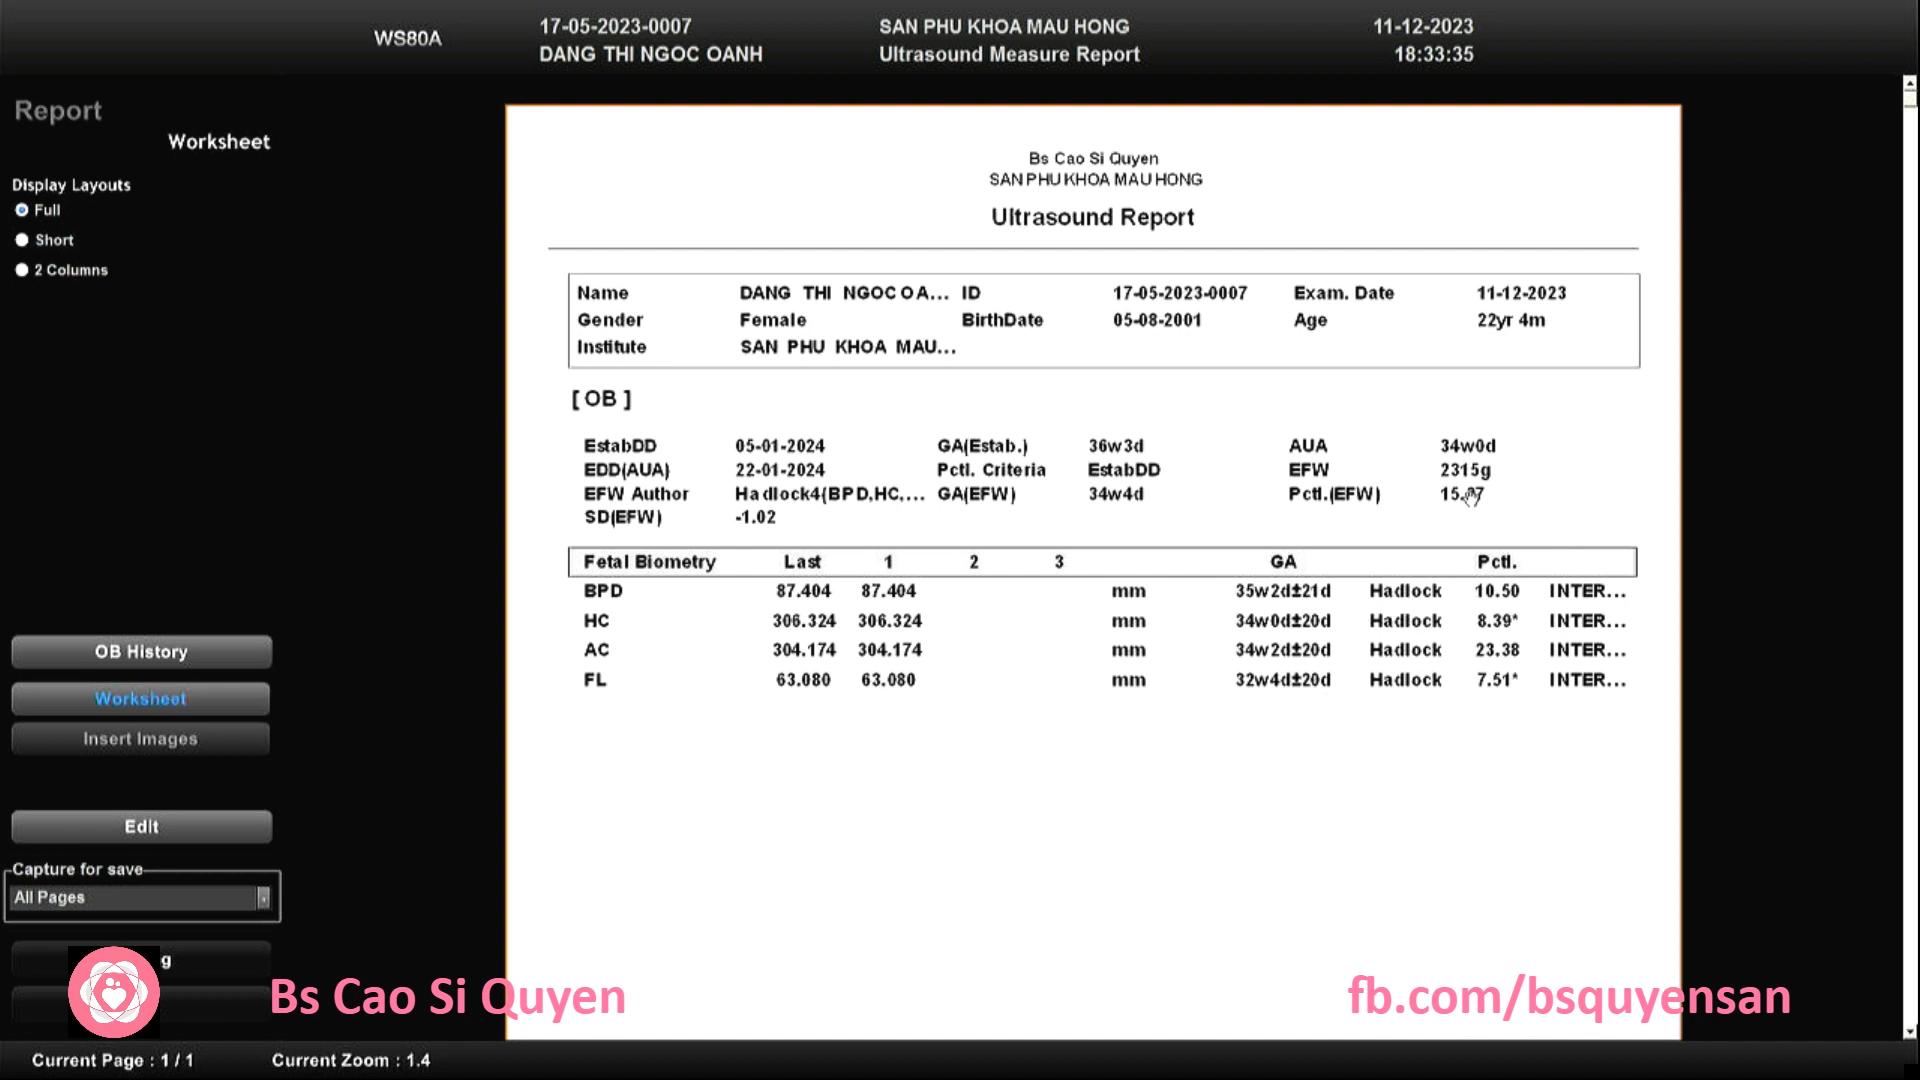 WS80A
17-05-2023-0007
DANG THI NGOC OANH
SAN PHU KHOA MAU HONG
Ultrasound Measure Report
11-12-2023
18:33:35
Report
Worksheet
Display Layouts
Full
Short
2 Columns
OB History
Worksheet
Insert Images
Edit
Capture for save
All Pages
Bs Cao Si Quyen
SAN PHU KHOA MAU HONG
Ultrasound Report
Name DANG THI NGOC OA... ID 17-05-2023-0007 Exam. Date 11-12-2023
Gender Female BirthDate 05-08-2001 Age 22yr 4m
Institute SAN PHU KHOA MAU...
[ OB ]
EstabDD 05-01-2024 GA(Estab.) 36w3d AUA 34w0d
EDD(AUA) 22-01-2024 Pctl. Criteria EstabDD EFW 2315g
EFW Author Hadlock4(BPD,HC,... GA(EFW) 34w4d Pctl.(EFW)
SD(EFW) -1.02
Fetal Biometry Last 1 2 3 GA Pctl.
BPD 87.404 87.404 mm 35w2d±21d Hadlock 10.50 INTER...
HC 306.324 306.324 mm 34w0d±20d Hadlock 8.39* INTER...
AC 304.174 304.174 mm 34w2d±20d Hadlock 23.38 INTER...
FL 63.080 63.080 mm 32w4d±20d Hadlock 7.51* INTER...
Bs Cao Si Quyen
fb.com/bsquyensan
Current Page : 1 / 1
Current Zoom : 1.4